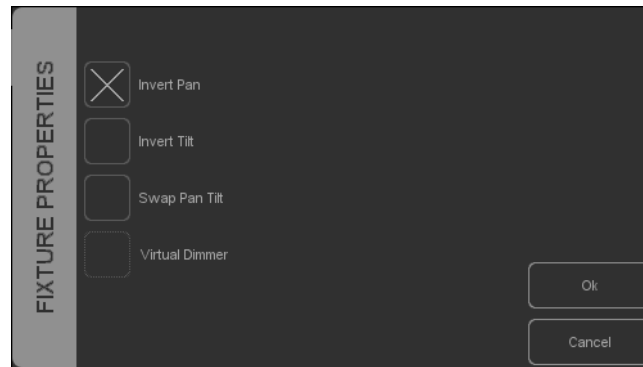 FIXTURE PROPERTIES
Invert Pan
Invert Tilt
Swap Pan Tilt
Virtual Dimmer
Ok
Cancel